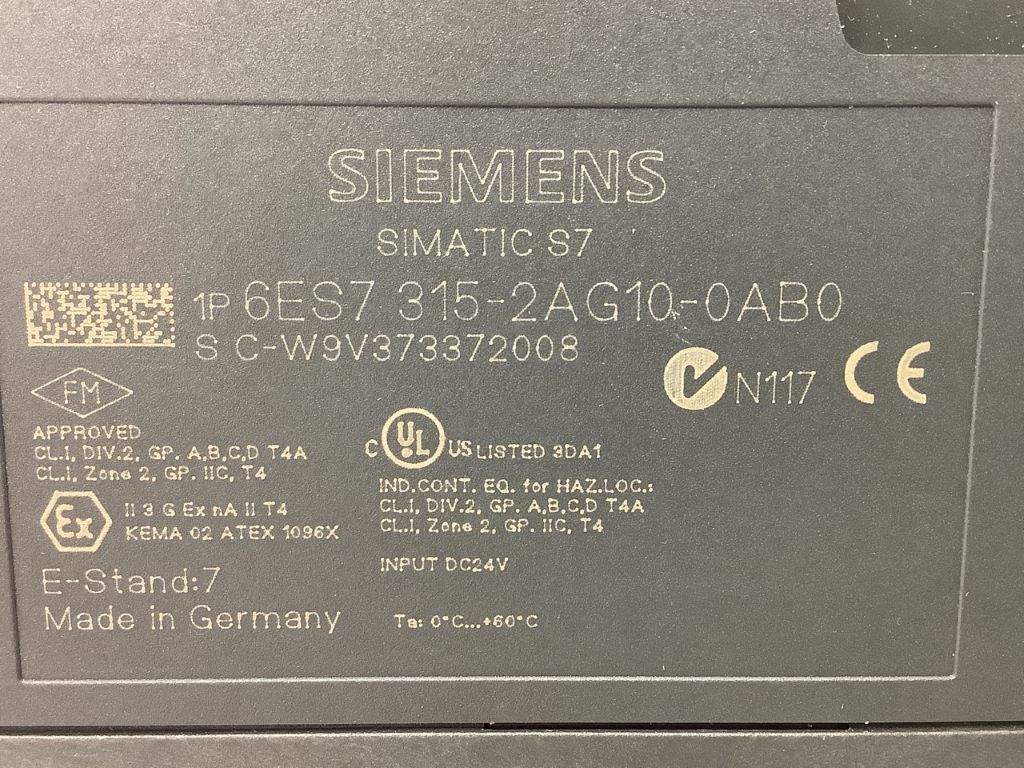 SIEMENS
SIMATIC S7
1P 6ES7 315-2AG10-0AB0
S C-W9V373372008
N117 CE
FM
APPROVED
CL.I, DIV.2, GP. A,B,C,D T4A
CL.I, Zone 2, GP. IIC, T4
Ex II 3 G Ex nA II T4
KEMA 02 ATEX 1096X
E-Stand:7
Made in Germany
C UL US LISTED 3DA1
IND.CONT. EQ. for HAZ.LOC.:
CL.I, DIV.2, GP. A,B,C,D T4A
CL.I, Zone 2, GP. IIC, T4
INPUT DC24V
Ta: 0°C...+60°C